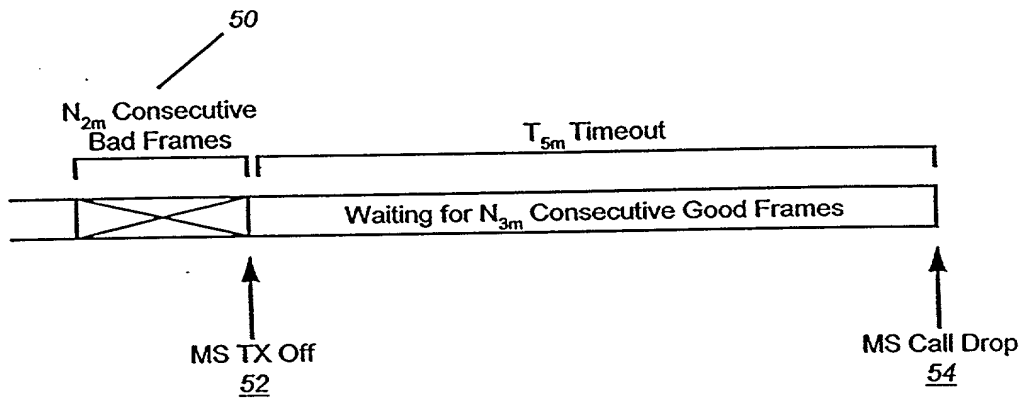 50
N2m Consecutive
Bad Frames
T5m Timeout
Waiting for N3m Consecutive Good Frames
MS TX Off
52
MS Call Drop
54